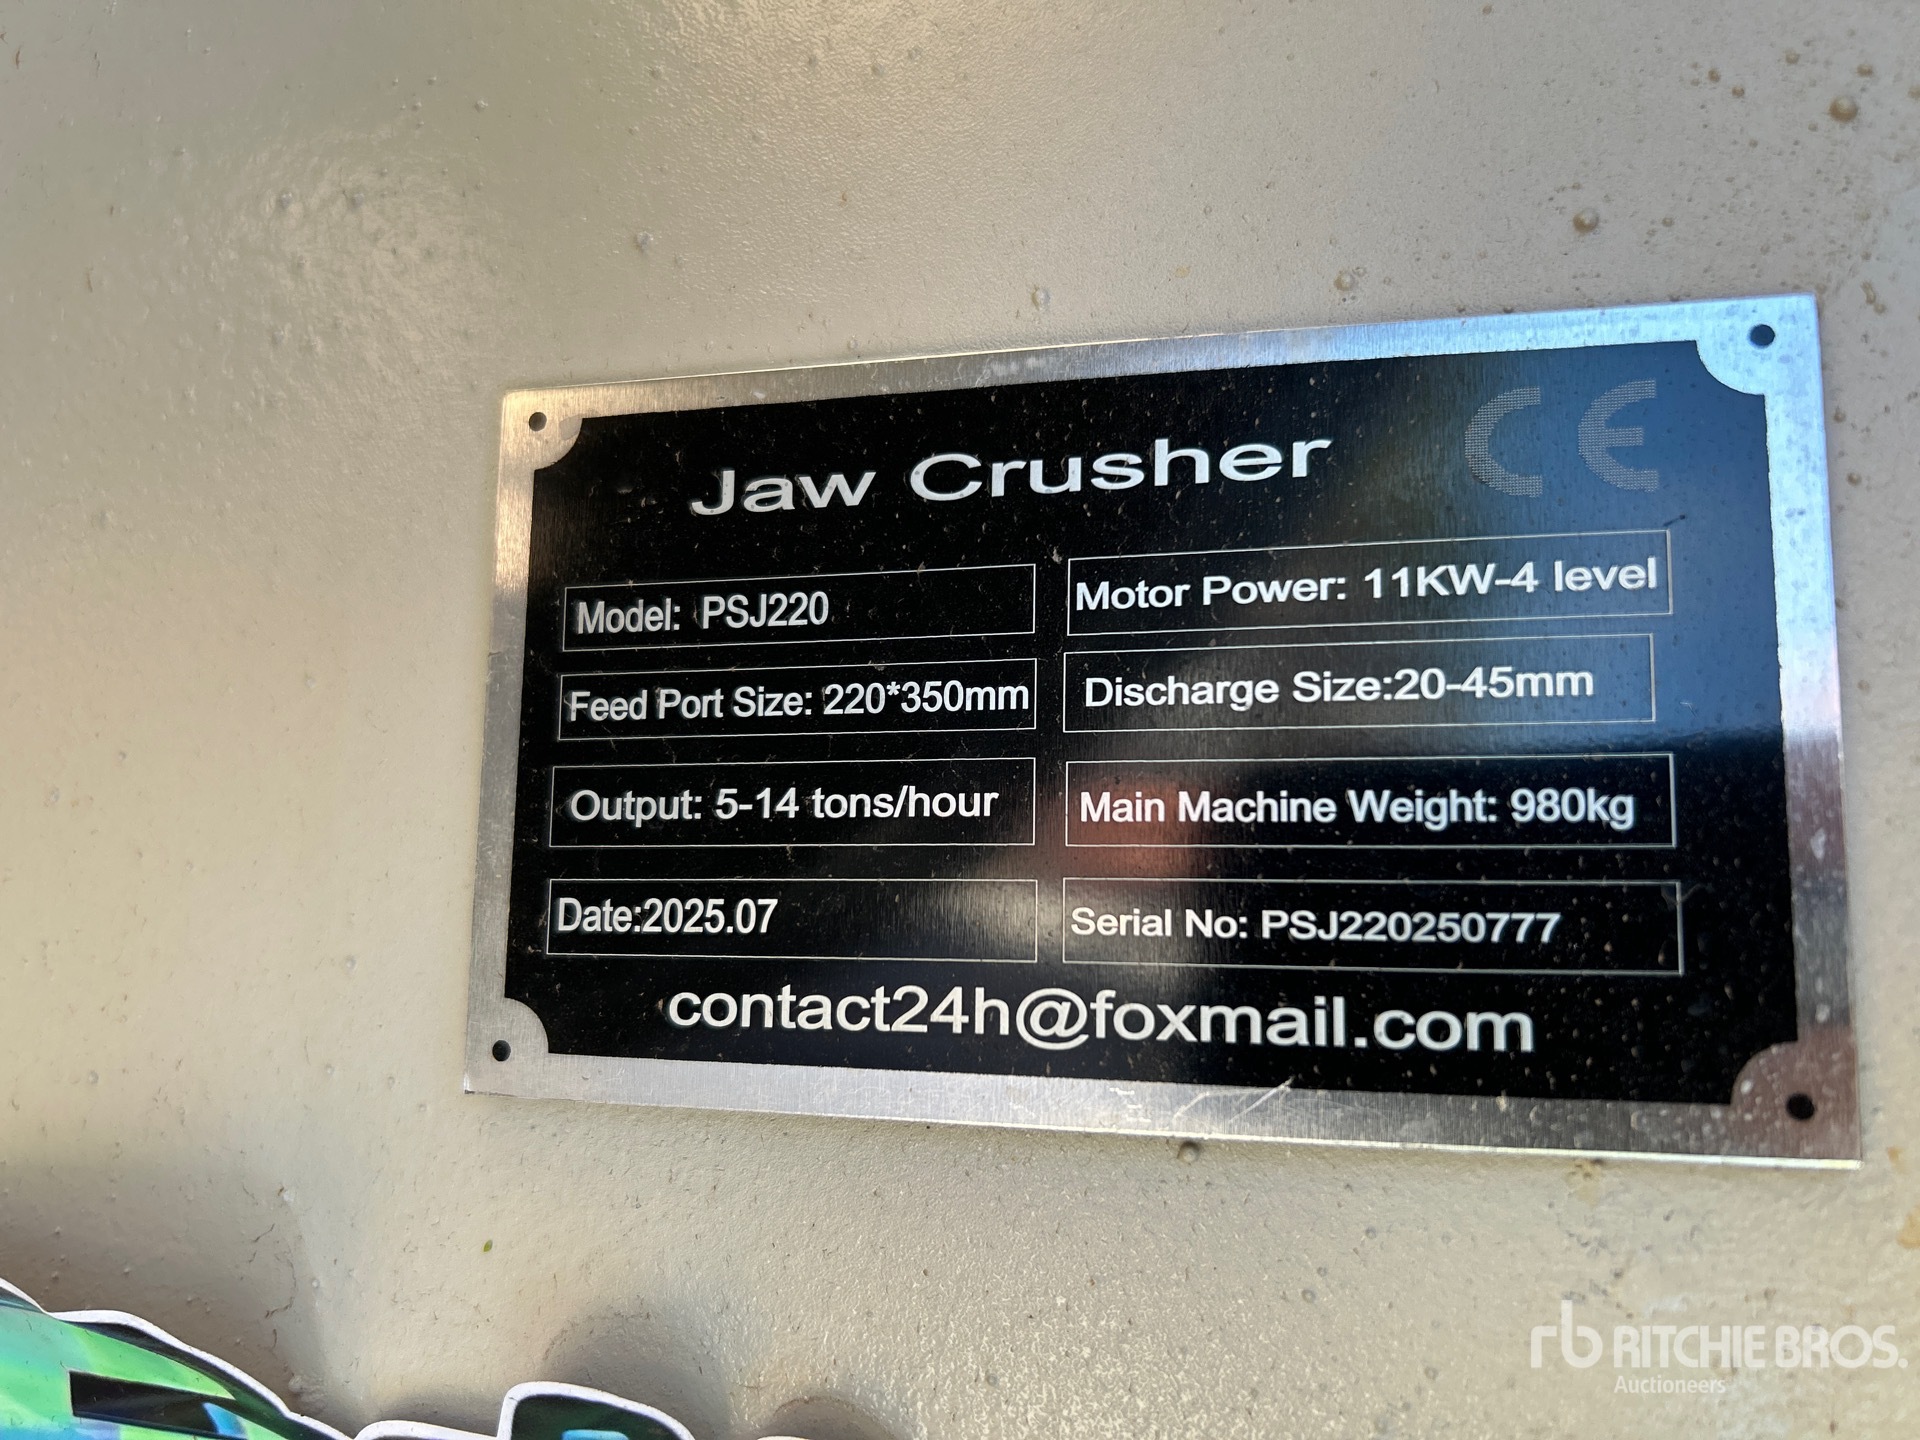 Jaw Crusher CE
Model: PSJ220
Motor Power: 11KW-4 level
Feed Port Size: 220*350mm
Discharge Size:20-45mm
Output: 5-14 tons/hour
Main Machine Weight: 980kg
Date:2025.07
Serial No: PSJ220250777
contact24h@foxmail.com
rb RITCHIE BROS.
Auctioneers